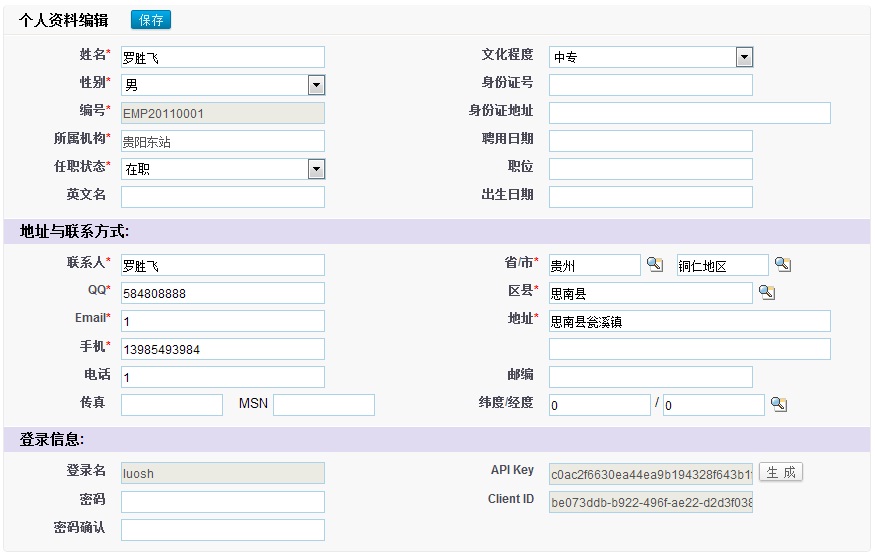 个人资料编辑 保存
姓名* 罗胜飞 文化程度 中专
性别* 男 身份证号
编号* EMP20110001 身份证地址
所属机构* 贵阳东站 聘用日期
任职状态* 在职 职位
英文名 出生日期
地址与联系方式:
联系人* 罗胜飞 省/市* 贵州 铜仁地区
QQ* 584808888 区县* 思南县
Email* 1 地址* 思南县瓮溪镇
手机* 13985493984
电话 1 邮编
传真 MSN 纬度/经度 0 / 0
登录信息:
登录名 luosh API Key c0ac2f6630ea44ea9b194328f643b1 生 成
密码 Client ID be073ddb-b922-496f-ae22-d2d3f038
密码确认